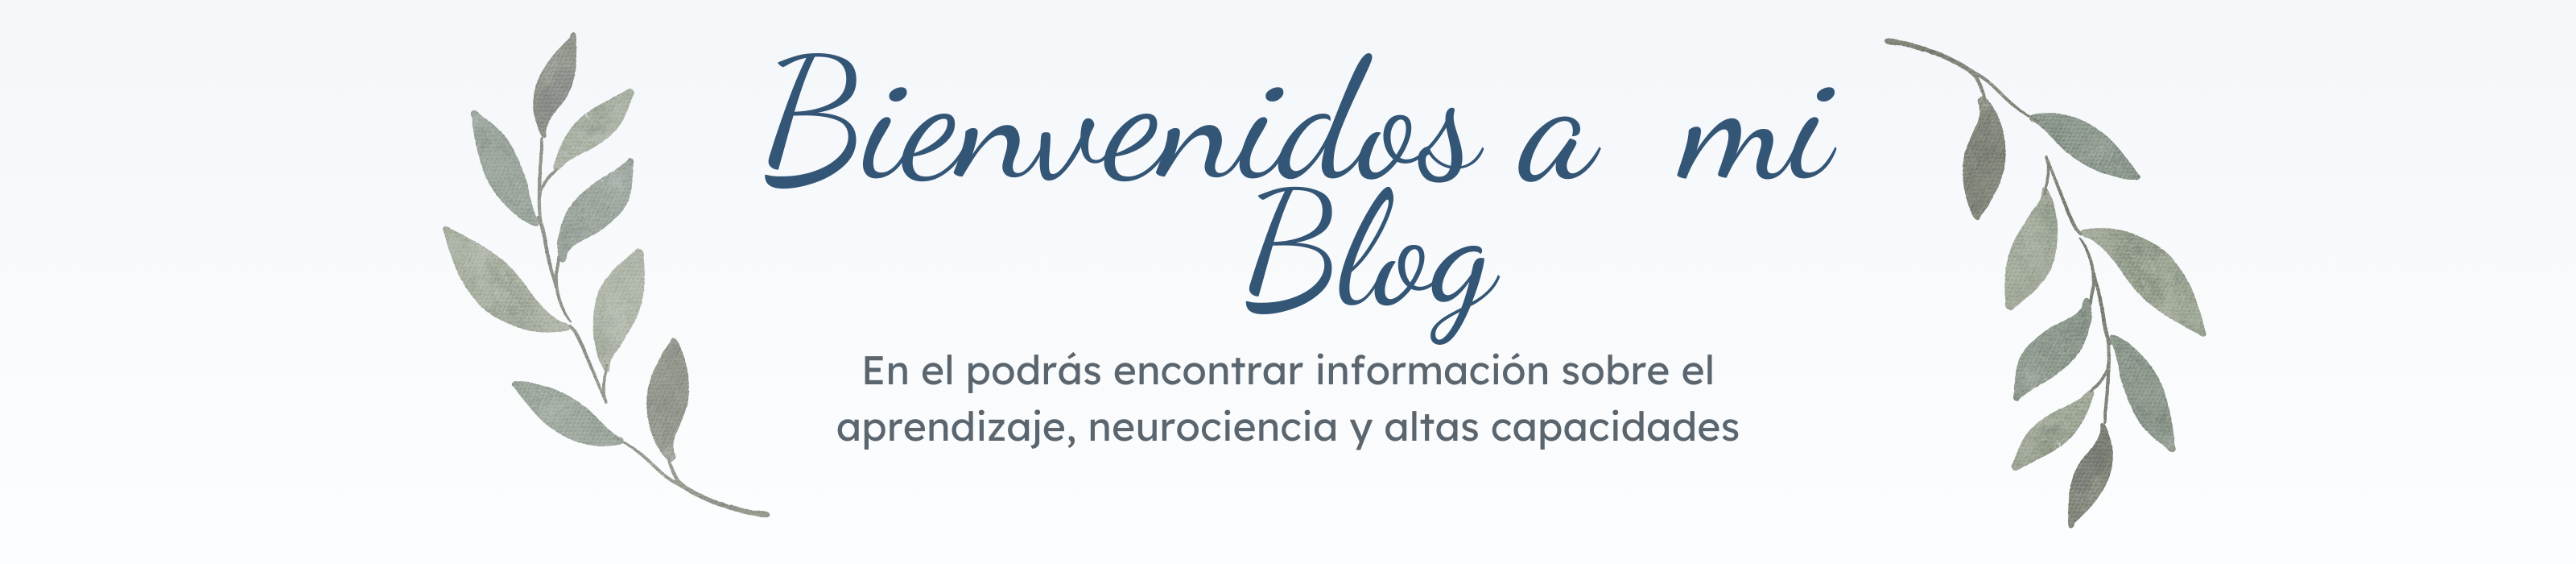 Bienvenidos a mi
Blog
En el podrás encontrar información sobre el
aprendizaje, neurociencia y altas capacidades